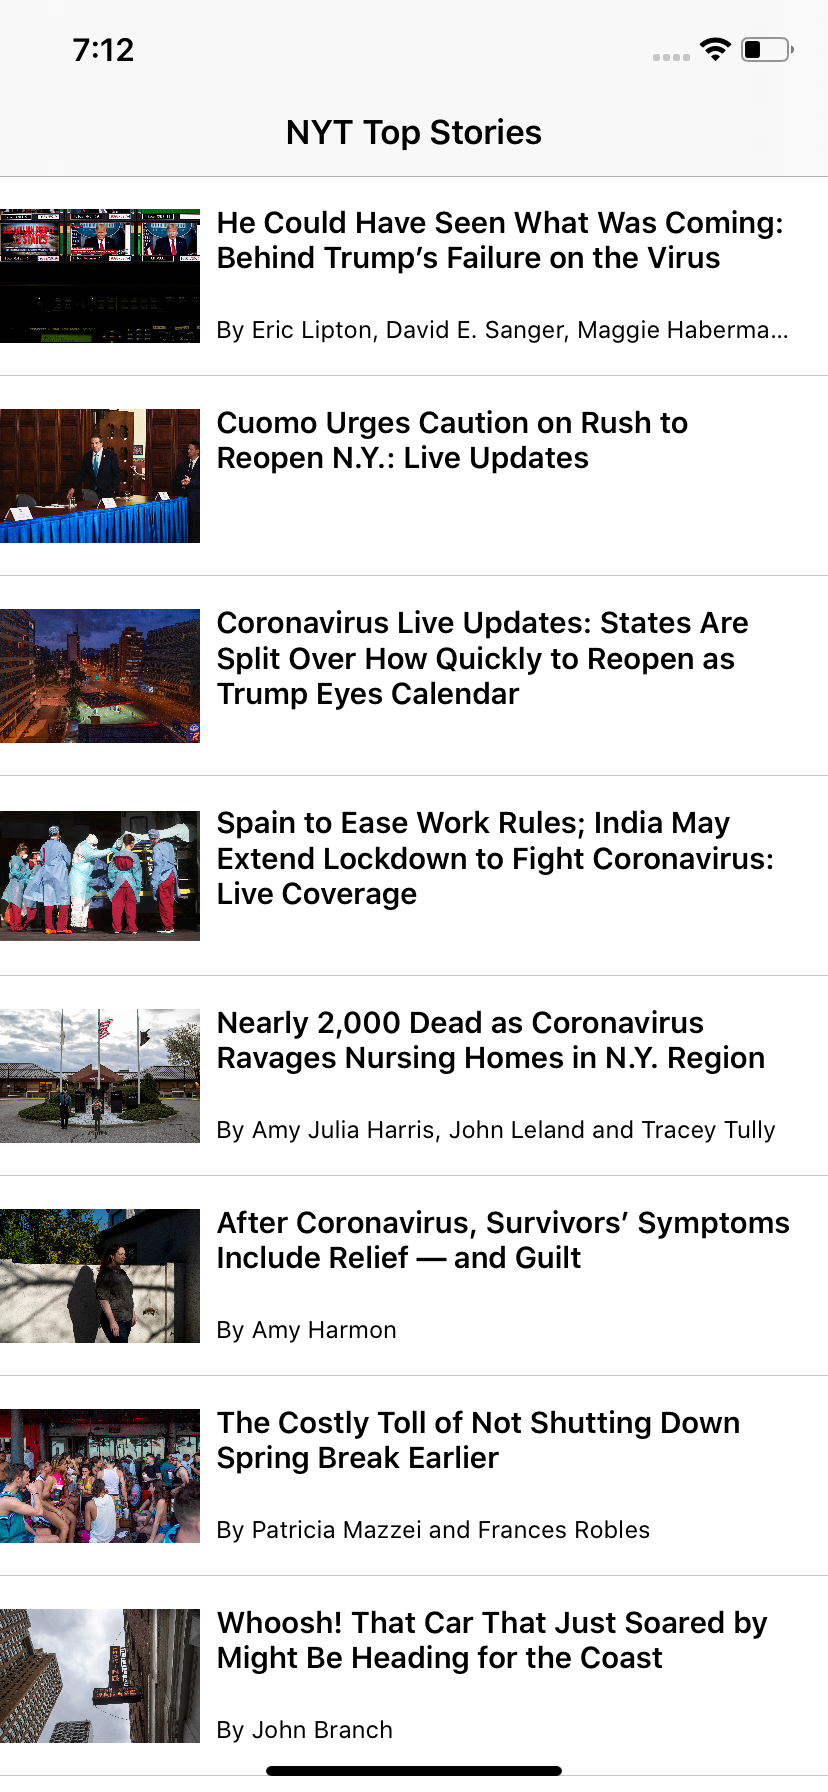 7:12
NYT Top Stories
He Could Have Seen What Was Coming:
Behind Trump’s Failure on the Virus
By Eric Lipton, David E. Sanger, Maggie Haberma…
Cuomo Urges Caution on Rush to
Reopen N.Y.: Live Updates
Coronavirus Live Updates: States Are
Split Over How Quickly to Reopen as
Trump Eyes Calendar
Spain to Ease Work Rules; India May
Extend Lockdown to Fight Coronavirus:
Live Coverage
Nearly 2,000 Dead as Coronavirus
Ravages Nursing Homes in N.Y. Region
By Amy Julia Harris, John Leland and Tracey Tully
After Coronavirus, Survivors’ Symptoms
Include Relief — and Guilt
By Amy Harmon
The Costly Toll of Not Shutting Down
Spring Break Earlier
By Patricia Mazzei and Frances Robles
Whoosh! That Car That Just Soared by
Might Be Heading for the Coast
By John Branch